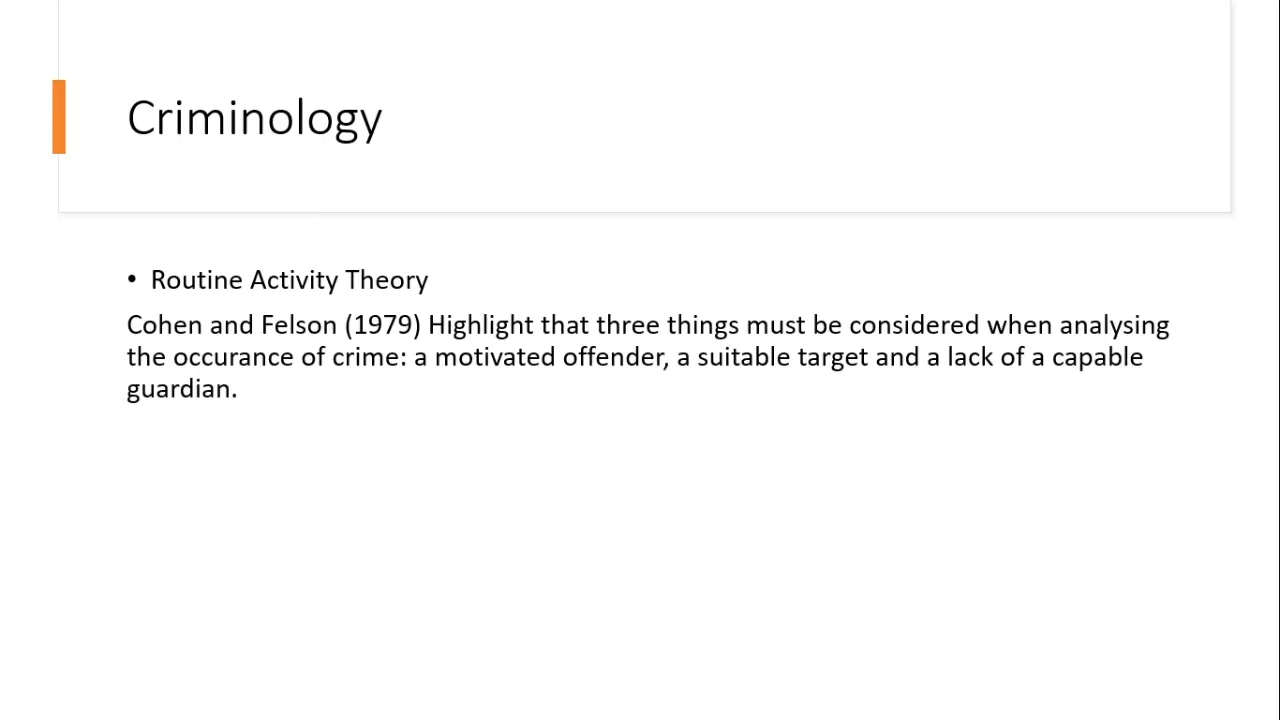 Criminology
• Routine Activity Theory
Cohen and Felson (1979) Highlight that three things must be considered when analysing
the occurance of crime: a motivated offender, a suitable target and a lack of a capable
guardian.